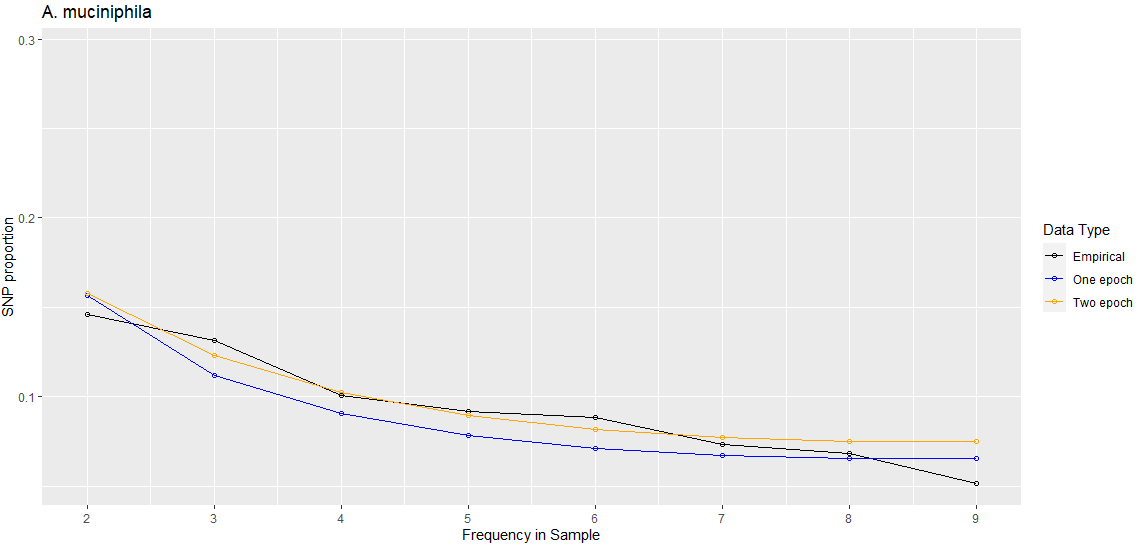 A. muciniphila
SNP proportion
0.3
0.2
0.1
2 3 4 5 6 7 8 9
Frequency in Sample
Data Type
Empirical
One epoch
Two epoch